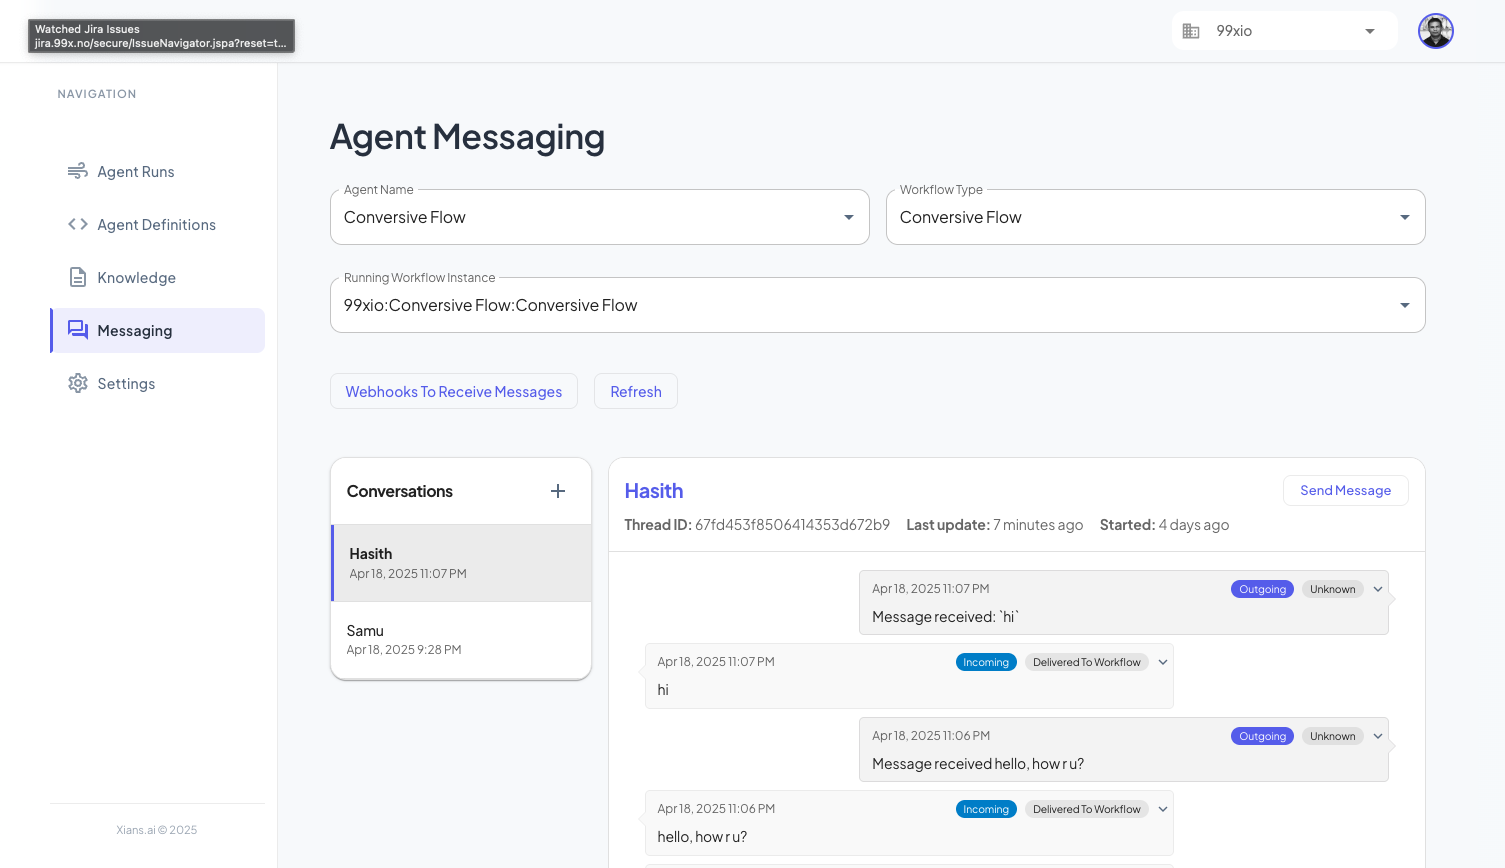 Watched Jira Issues
jira.99x.no/secure/IssueNavigator.jspa?reset=t...
99xio
NAVIGATION
Agent Runs
Agent Definitions
Knowledge
Messaging
Settings
Xians.ai © 2025
Agent Messaging
Agent Name
Conversive Flow
Workflow Type
Conversive Flow
Running Workflow Instance
99xio:Conversive Flow:Conversive Flow
Webhooks To Receive Messages
Refresh
Conversations
Hasith
Apr 18, 2025 11:07 PM
Samu
Apr 18, 2025 9:28 PM
Hasith
Send Message
Thread ID: 67fd453f8506414353d672b9 Last update: 7 minutes ago Started: 4 days ago
Apr 18, 2025 11:07 PM Outgoing Unknown
Message received: `hi`
Apr 18, 2025 11:07 PM Incoming Delivered To Workflow
hi
Apr 18, 2025 11:06 PM Outgoing Unknown
Message received hello, how r u?
Apr 18, 2025 11:06 PM Incoming Delivered To Workflow
hello, how r u?